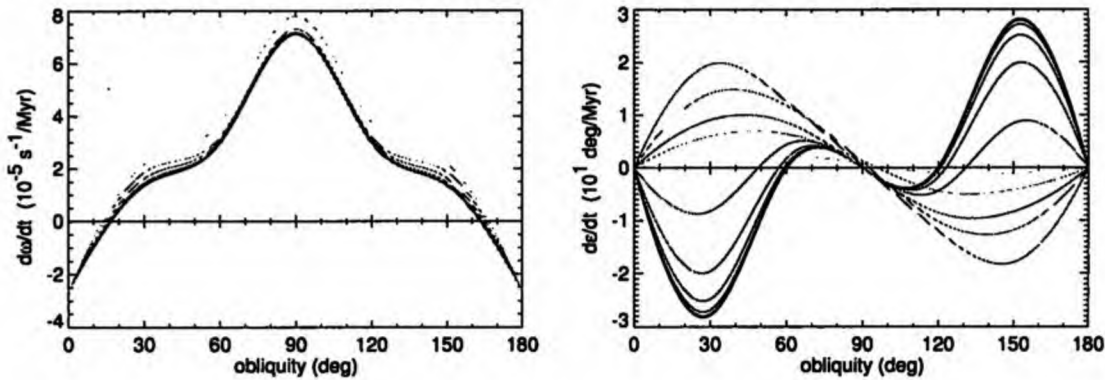 dω/dt (10⁻⁵ s⁻¹/Myr)
8
6
4
2
0
-2
-4
0 30 60 90 120 150 180
obliquity (deg)
dε/dt (10¹ deg/Myr)
3
2
1
0
-1
-2
-3
0 30 60 90 120 150 180
obliquity (deg)